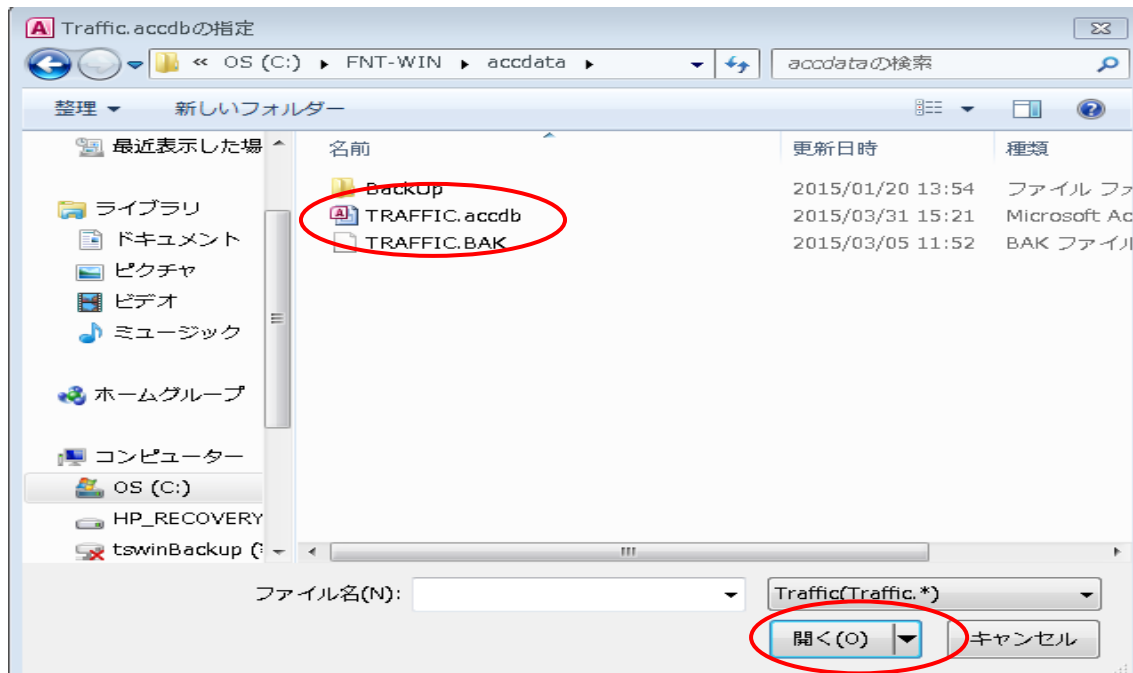 Traffic.accdbの指定
« OS (C:) ▸ FNT-WIN ▸ accdata ▸
accdataの検索
整理 新しいフォルダー
最近表示した場
ライブラリ
ドキュメント
ピクチャ
ビデオ
ミュージック
ホームグループ
コンピューター
OS (C:)
HP_RECOVERY
tswinBackup (
名前 更新日時 種類
BackUp 2015/01/20 13:54 ファイル フォ
TRAFFIC.accdb 2015/03/31 15:21 Microsoft Ac
TRAFFIC.BAK 2015/03/05 11:52 BAK ファイル
ファイル名(N): Traffic(Traffic.*)
開く(O) キャンセル